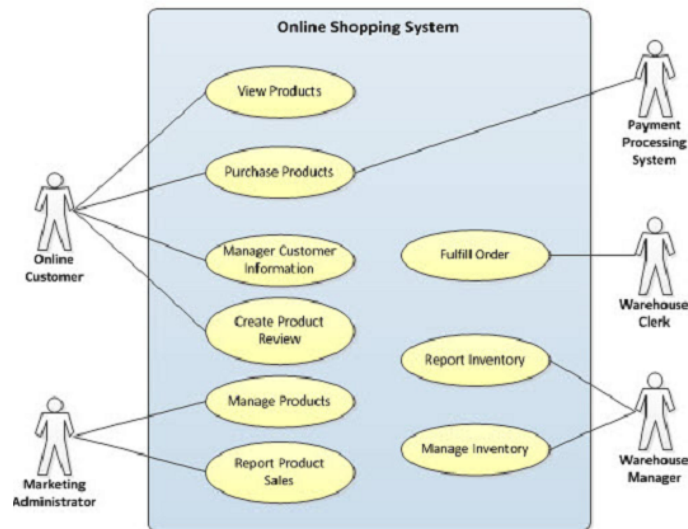 Online Shopping System
View Products
Purchase Products
Manager Customer
Information
Create Product
Review
Manage Products
Report Product
Sales
Fulfill Order
Report Inventory
Manage Inventory
Online
Customer
Marketing
Administrator
Payment
Processing
System
Warehouse
Clerk
Warehouse
Manager